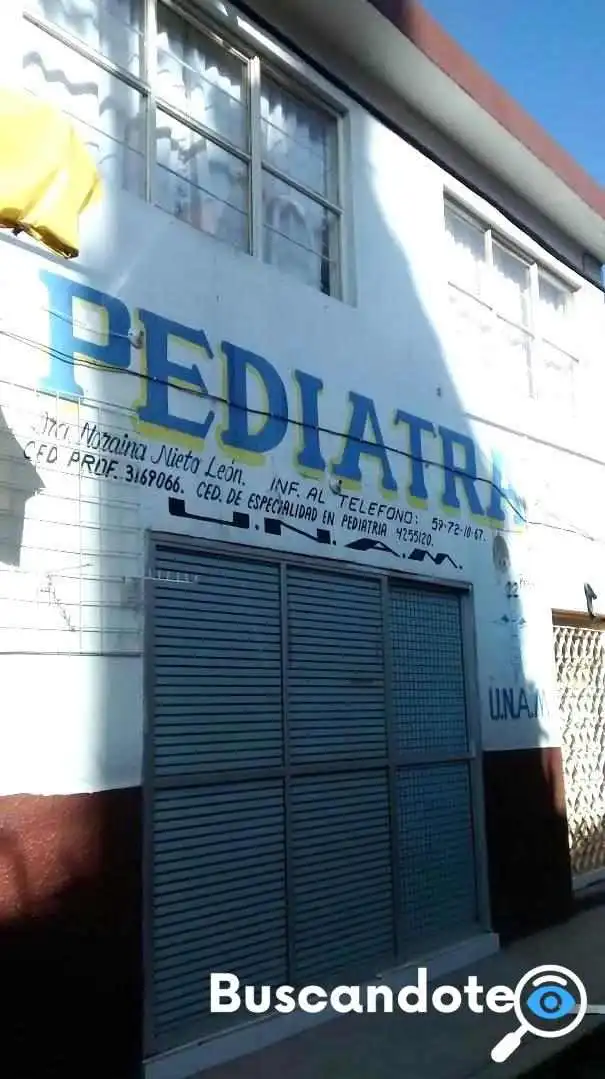 PEDIATRA
Dra. Noraina Nieto León. INF. AL TELEFONO: 59-72-10-67.
CED PROF. 3169066. CED. DE ESPECIALIDAD EN PEDIATRIA 4255120.
U.N.A.M.
U.N.A.M
Buscandote